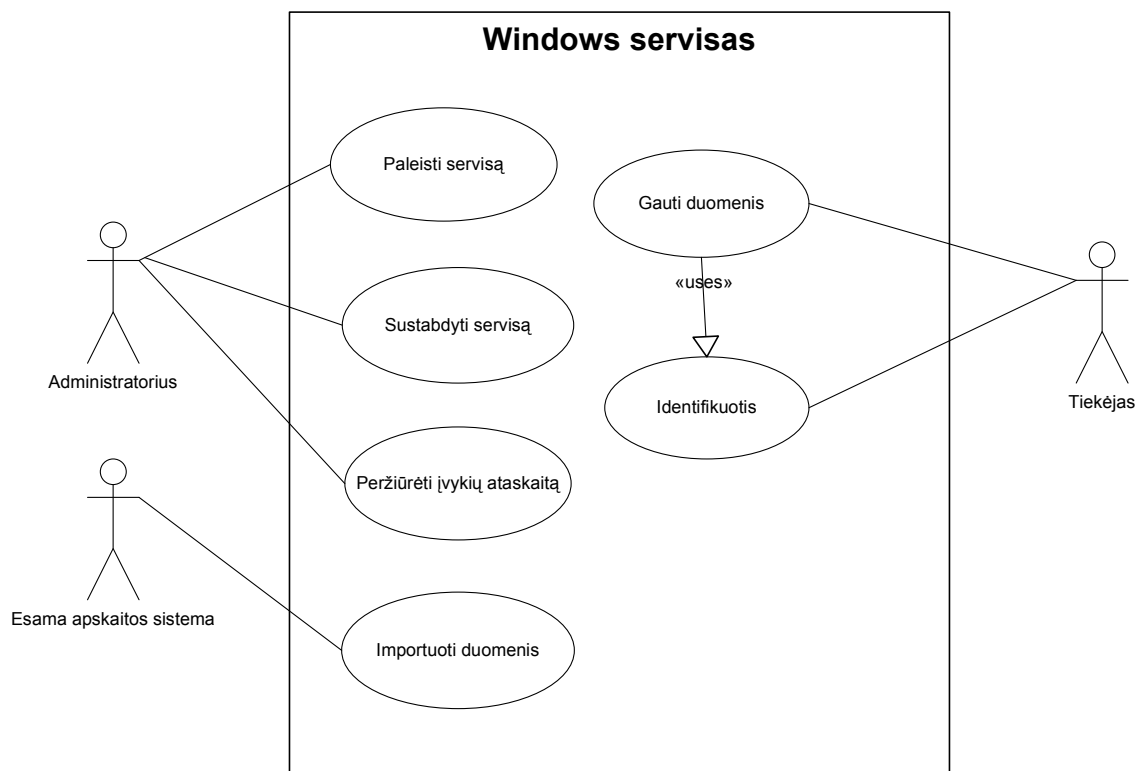 Windows servisas
Paleisti servisą
Gauti duomenis
«uses»
Sustabdyti servisą
Administratorius
Identifikuotis
Tiekėjas
Peržiūrėti įvykių ataskaitą
Esama apskaitos sistema
Importuoti duomenis